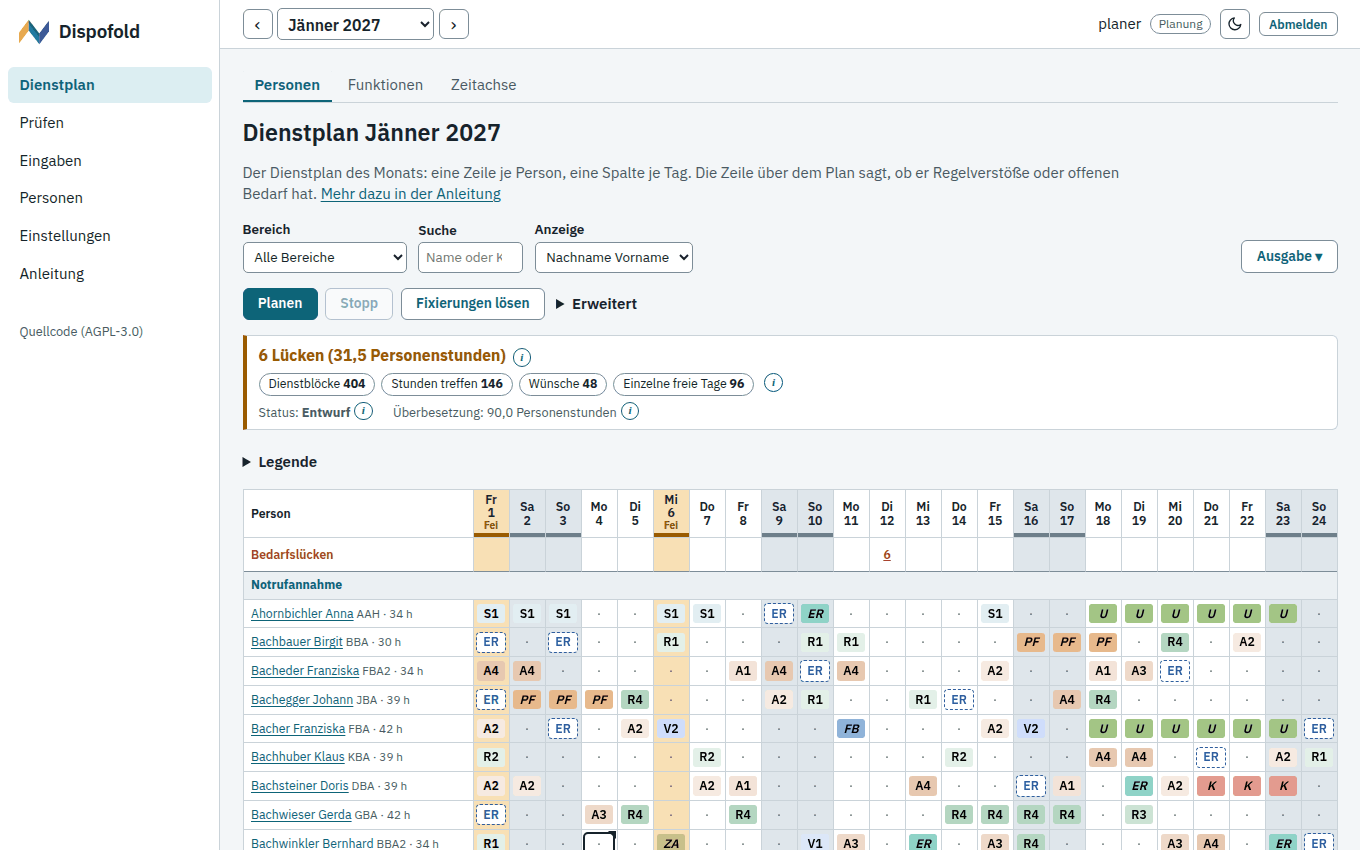 Dispofold
Dienstplan
Prüfen
Eingaben
Personen
Einstellungen
Anleitung
Quellcode (AGPL-3.0)
‹ Jänner 2027 ›
planer Planung Abmelden
Personen Funktionen Zeitachse
Dienstplan Jänner 2027
Der Dienstplan des Monats: eine Zeile je Person, eine Spalte je Tag. Die Zeile über dem Plan sagt, ob er Regelverstöße oder offenen
Bedarf hat. Mehr dazu in der Anleitung
Bereich Suche Anzeige
Alle Bereiche Name oder K Nachname Vorname Ausgabe ▾
Planen Stopp Fixierungen lösen ▶ Erweitert
6 Lücken (31,5 Personenstunden) i
Dienstblöcke 404 Stunden treffen 146 Wünsche 48 Einzelne freie Tage 96 i
Status: Entwurf i Überbesetzung: 90,0 Personenstunden i
▶ Legende
Person Fr 1 Fei Sa 2 So 3 Mo 4 Di 5 Mi 6 Fei Do 7 Fr 8 Sa 9 So 10 Mo 11 Di 12 Mi 13 Do 14 Fr 15 Sa 16 So 17 Mo 18 Di 19 Mi 20 Do 21 Fr 22 Sa 23 So 24
Bedarfslücken 6
Notrufannahme
Ahornbichler Anna AAH · 34 h S1 S1 S1 · · S1 S1 · ER ER · · · · S1 · · U U U U U U ·
Bachbauer Birgit BBA · 30 h ER · ER · · R1 · · · R1 R1 · · · · PF PF PF · R4 · A2 · ·
Bacheder Franziska FBA2 · 34 h A4 A4 · · · · · A1 A4 ER A4 · · · A2 · · A1 A3 ER · · · ·
Bachegger Johann JBA · 39 h ER PF PF PF R4 · · · A2 R1 · · R1 ER · · A4 R4 · · · · · ·
Bacher Franziska FBA · 42 h A2 · ER · A2 V2 · · · · FB · · · A2 V2 · U U U U U U ER
Bachhuber Klaus KBA · 39 h R2 · · · · · R2 · · · · · · R2 · · · A4 A4 · ER · A2 R1
Bachsteiner Doris DBA · 39 h A2 A2 · · · · A2 A1 · · · · A4 · · ER A1 · ER A2 K K K ·
Bachwieser Gerda GBA · 42 h ER · · A3 R4 · · R4 · · · · · R4 R4 R4 R4 · R3 · · · · ·
Bachwinkler Bernhard BBA2 · 34 h R1 · · · · ZA · · · V1 A3 · ER · A3 R4 · · · A3 A4 · ER ER